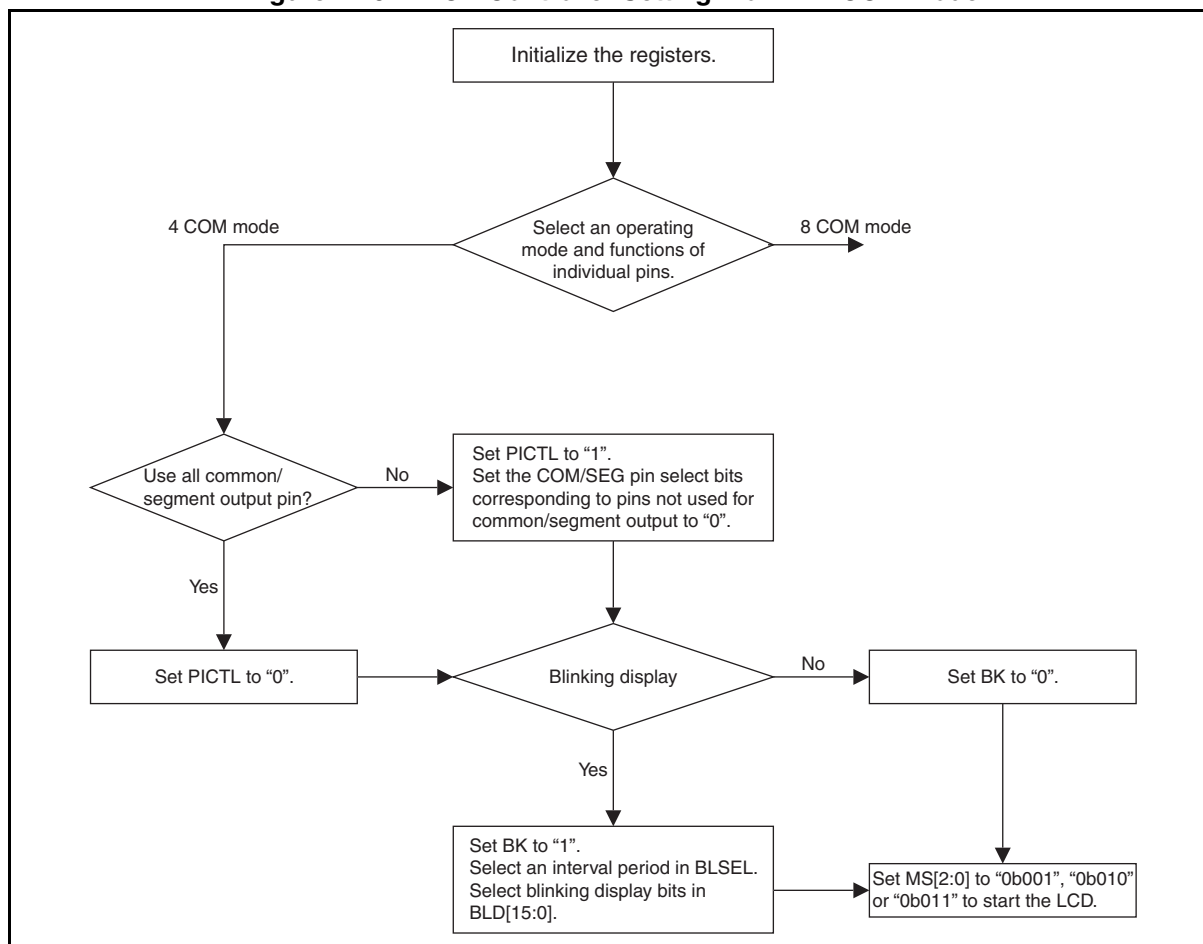 Initialize the registers.
4 COM mode
Select an operating
mode and functions of
individual pins.
8 COM mode
Use all common/
segment output pin?
No
Set PICTL to “1”.
Set the COM/SEG pin select bits
corresponding to pins not used for
common/segment output to “0”.
Yes
Set PICTL to “0”.
Blinking display
No
Set BK to “0”.
Yes
Set BK to “1”.
Select an interval period in BLSEL.
Select blinking display bits in
BLD[15:0].
Set MS[2:0] to “0b001”, “0b010”
or “0b011” to start the LCD.